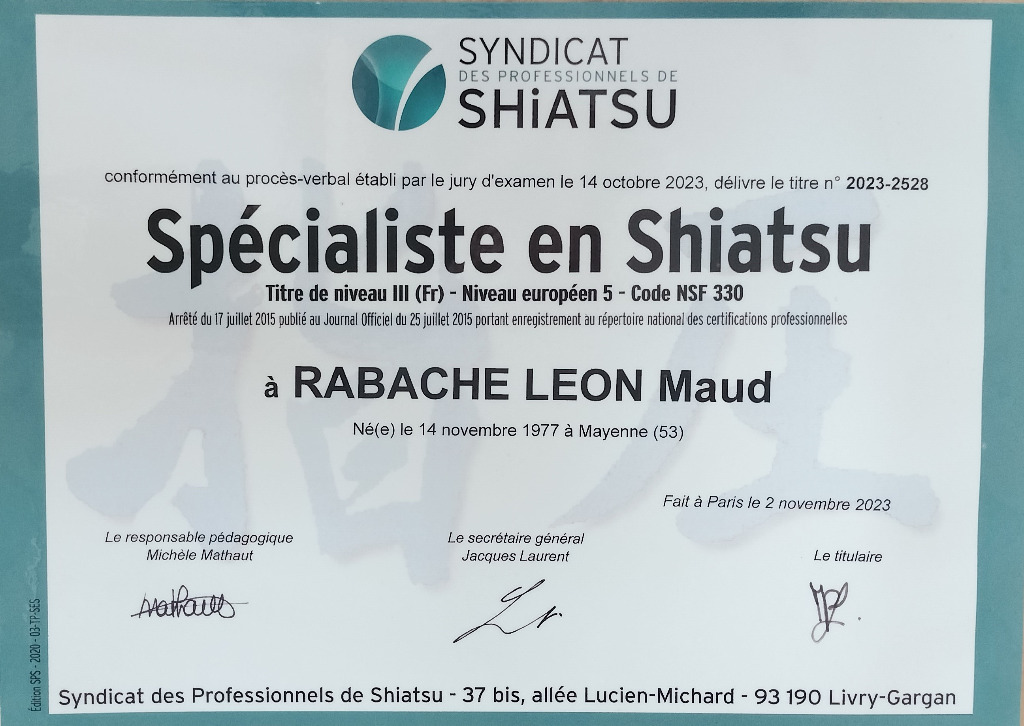 SYNDICAT
DES PROFESSIONNELS DE
SHiATSU
conformément au procès-verbal établi par le jury d'examen le 14 octobre 2023, délivre le titre n° 2023-2528
Spécialiste en Shiatsu
Titre de niveau III (Fr) - Niveau européen 5 - Code NSF 330
Arrêté du 17 juillet 2015 publié au Journal Officiel du 25 juillet 2015 portant enregistrement au répertoire national des certifications professionnelles
à RABACHE LEON Maud
Né(e) le 14 novembre 1977 à Mayenne (53)
Fait à Paris le 2 novembre 2023
Le responsable pédagogique
Michèle Mathaut
Le secrétaire général
Jacques Laurent
Le titulaire
Édition SPS - 2020 - 03-TP-SES
Syndicat des Professionnels de Shiatsu - 37 bis, allée Lucien-Michard - 93 190 Livry-Gargan